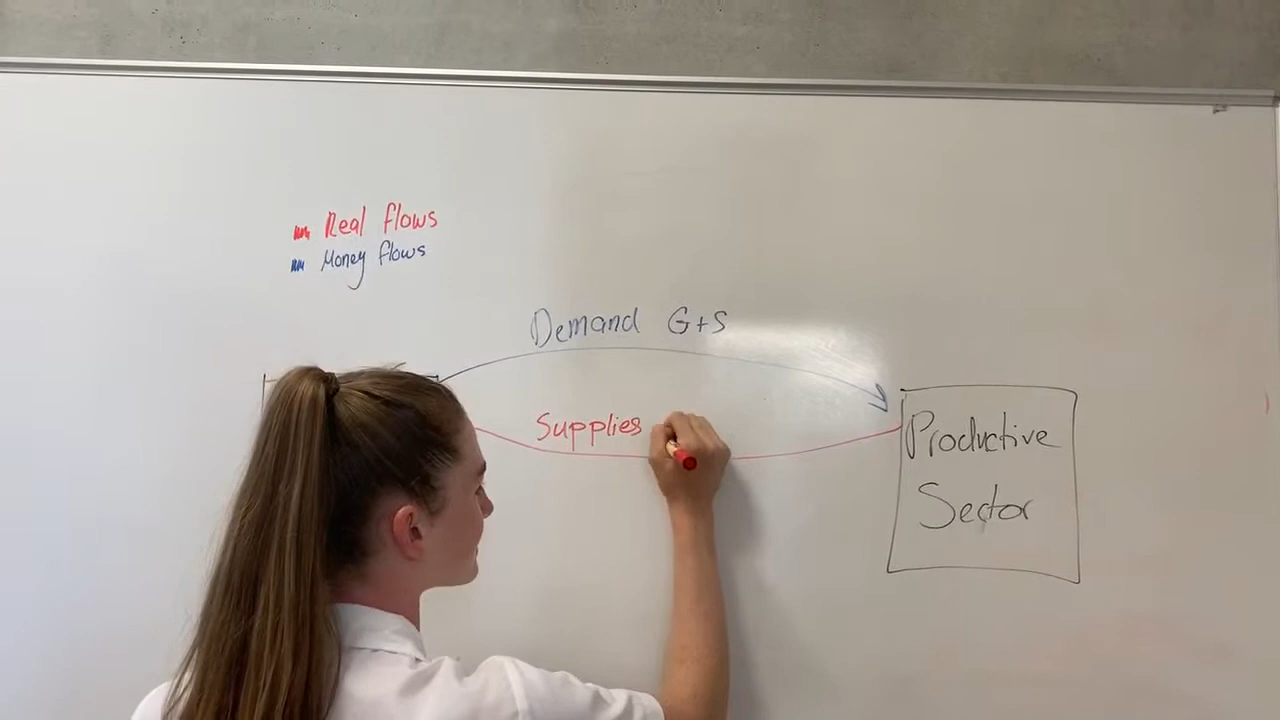 Real flows
Money flows
Demand G+S
Supplies
Productive
Sector